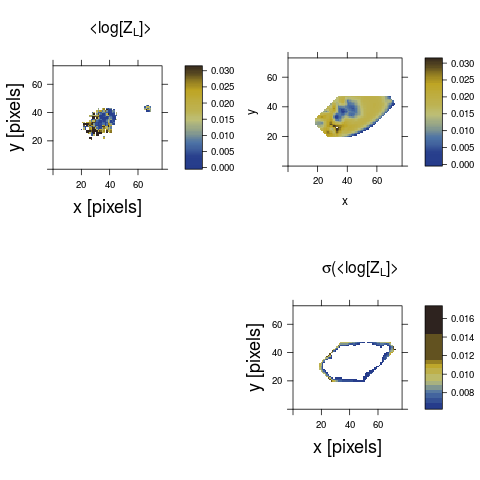 <log[Z_L]>
0.030
0.025
0.020
0.015
0.010
0.005
0.000
60
40
20
y [pixels]
20 40 60
x [pixels]
0.030
0.025
0.020
0.015
0.010
0.005
0.000
60
40
20
y
20 40 60
x
σ(<log[Z_L]>
0.016
0.014
0.012
0.010
0.008
60
40
20
y [pixels]
20 40 60
x [pixels]